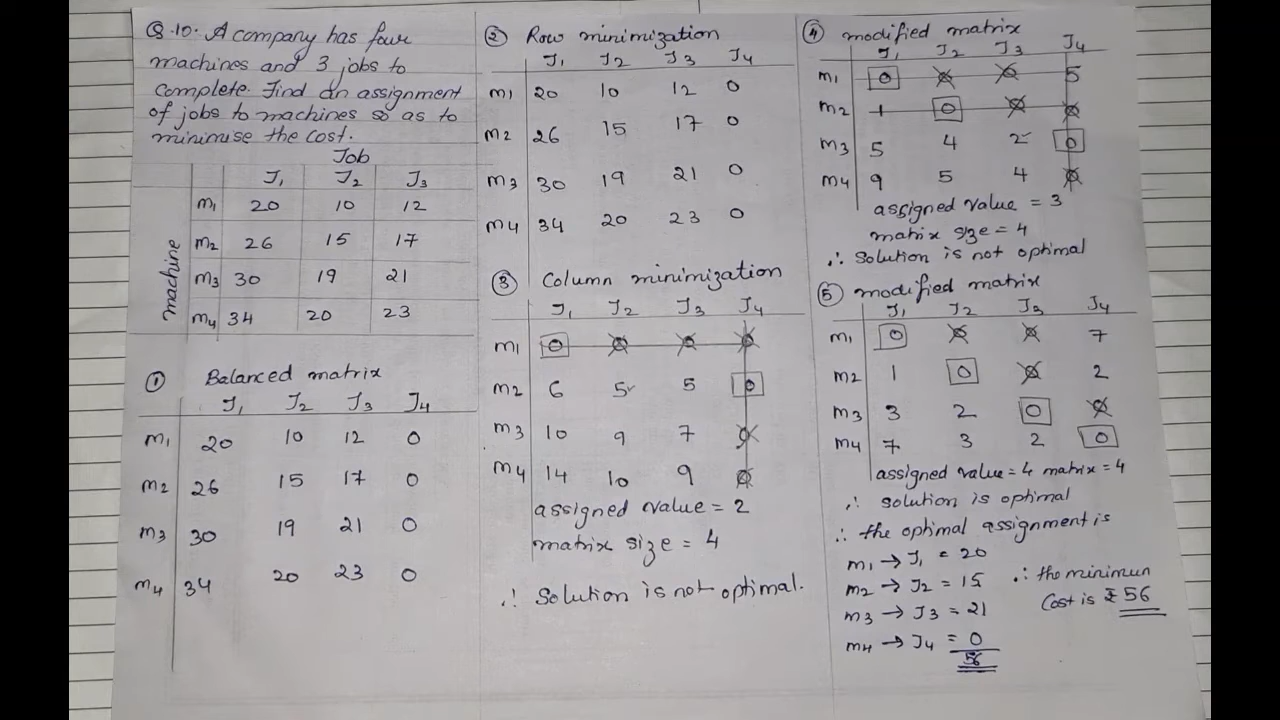 Q.10. A company has four
machines and 3 jobs to
complete. Find an assignment
of jobs to machines so as to
minimise the cost.
Job
J1 J2 J3
machine
m1 20 10 12
m2 26 15 17
m3 30 19 21
m4 34 20 23
① Balanced matrix
J1 J2 J3 J4
m1 20 10 12 0
m2 26 15 17 0
m3 30 19 21 0
m4 34 20 23 0
② Row minimization
J1 J2 J3 J4
m1 20 10 12 0
m2 26 15 17 0
m3 30 19 21 0
m4 34 20 23 0
③ Column minimization
J1 J2 J3 J4
m1 0 0 0 0
m2 6 5 5 0
m3 10 9 7 0
m4 14 10 9 0
assigned value = 2
matrix size = 4
∴ Solution is not optimal.
④ modified matrix
J1 J2 J3 J4
m1 0 0 0 5
m2 1 0 0 0
m3 5 4 2 0
m4 9 5 4 0
assigned value = 3
matrix size = 4
∴ Solution is not optimal
⑤ modified matrix
J1 J2 J3 J4
m1 0 0 0 7
m2 1 0 0 2
m3 3 2 0 0
m4 7 3 2 0
assigned value = 4 matrix = 4
∴ solution is optimal
∴ the optimal assignment is
m1 → J1 = 20
m2 → J2 = 15
m3 → J3 = 21
m4 → J4 = 0
56
∴ the minimum
Cost is ₹ 56